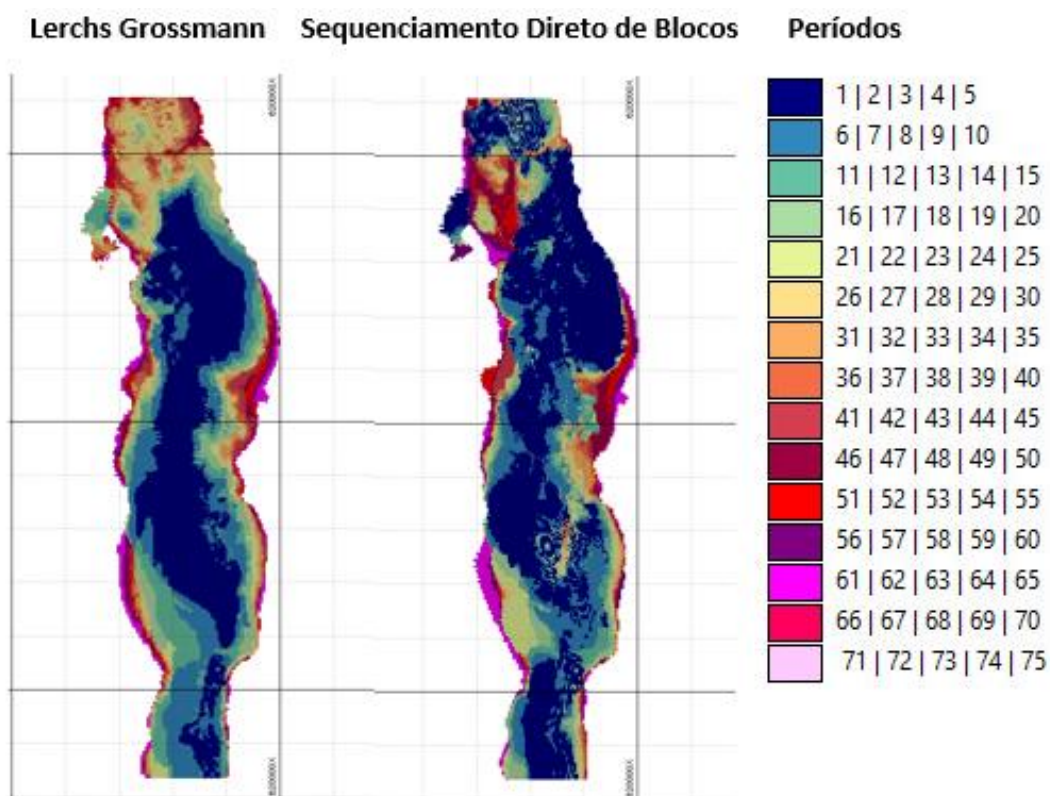 Lerchs Grossmann
Sequenciamento Direto de Blocos
Períodos
1 | 2 | 3 | 4 | 5
6 | 7 | 8 | 9 | 10
11 | 12 | 13 | 14 | 15
16 | 17 | 18 | 19 | 20
21 | 22 | 23 | 24 | 25
26 | 27 | 28 | 29 | 30
31 | 32 | 33 | 34 | 35
36 | 37 | 38 | 39 | 40
41 | 42 | 43 | 44 | 45
46 | 47 | 48 | 49 | 50
51 | 52 | 53 | 54 | 55
56 | 57 | 58 | 59 | 60
61 | 62 | 63 | 64 | 65
66 | 67 | 68 | 69 | 70
71 | 72 | 73 | 74 | 75